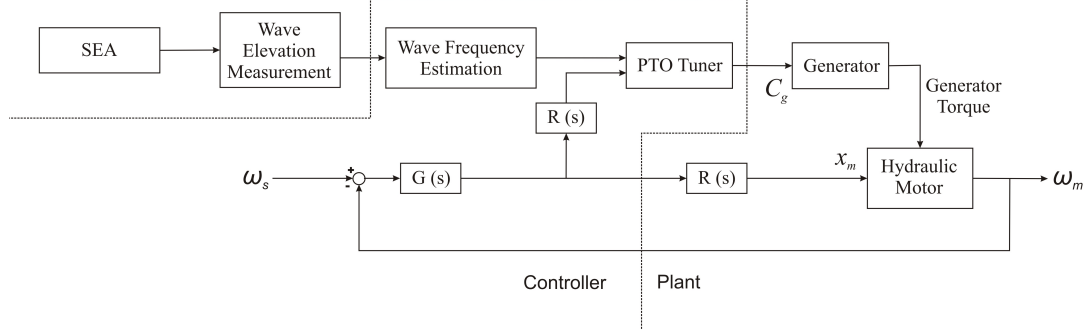 SEA
Wave
Elevation
Measurement
Wave Frequency
Estimation
PTO Tuner
Generator
C_g
Generator
Torque
R (s)
ω_s
+
-
G (s)
R (s)
x_m
Hydraulic
Motor
ω_m
Controller
Plant